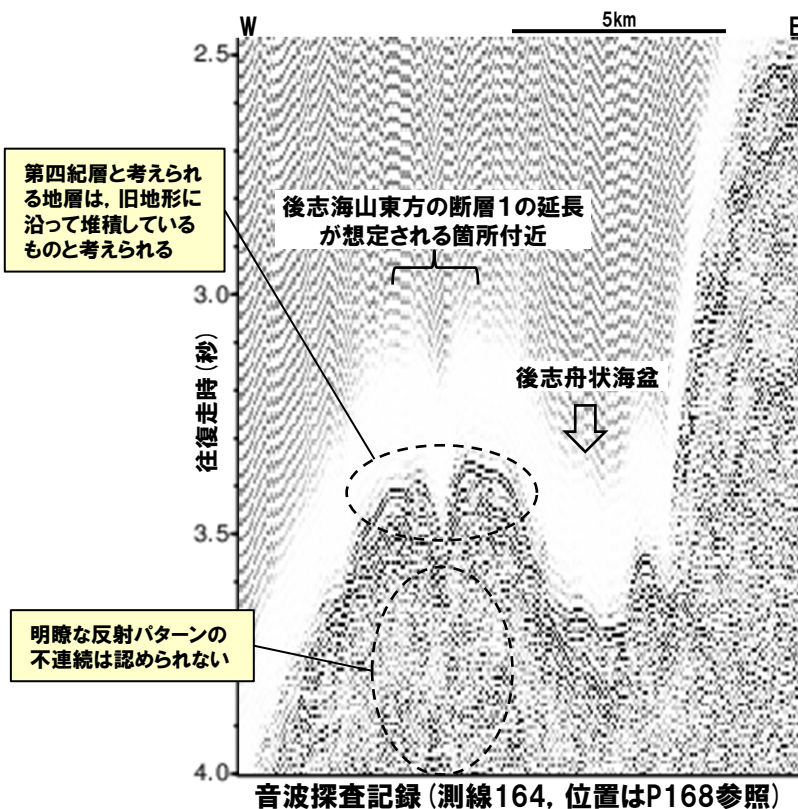 W
5km
E
2.5
第四紀層と考えられ
る地層は，旧地形に
沿って堆積している
ものと考えられる
後志海山東方の断層１の延長
が想定される箇所付近
3.0
往復走時（秒）
後志舟状海盆
3.5
明瞭な反射パターンの
不連続は認められない
4.0
音波探査記録（測線164，位置はP168参照）